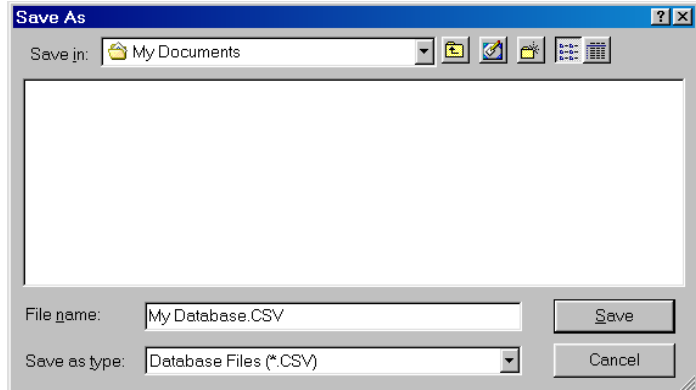 Save As
Save in: My Documents
File name: My Database.CSV Save
Save as type: Database Files (*.CSV) Cancel